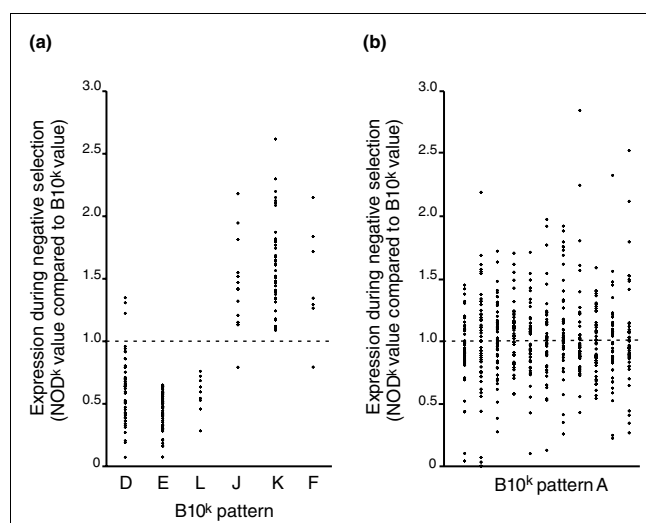 (a)
Expression during negative selection
(NODᵏ value compared to B10ᵏ value)
3.0
2.5
2.0
1.5
1.0
0.5
0
D E L J K F
B10ᵏ pattern
(b)
Expression during negative selection
(NODᵏ value compared to B10ᵏ value)
3.0
2.5
2.0
1.5
1.0
0.5
0
B10ᵏ pattern A